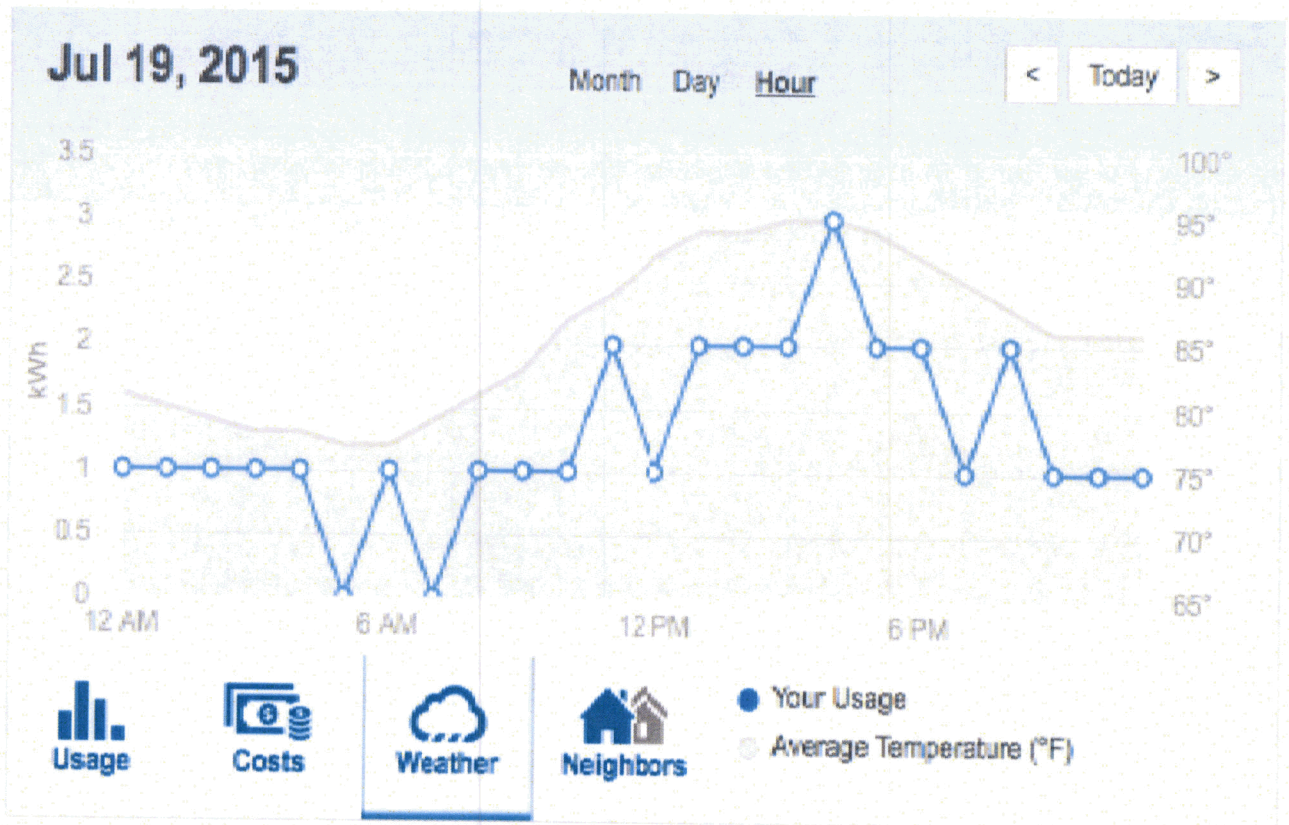 Jul 19, 2015
Month Day Hour
< Today >
3.5
3
2.5
2
1.5
1
0.5
0
kWh
100°
95°
90°
85°
80°
75°
70°
65°
12 AM 6 AM 12 PM 6 PM
Usage
Costs
Weather
Neighbors
Your Usage
Average Temperature (°F)